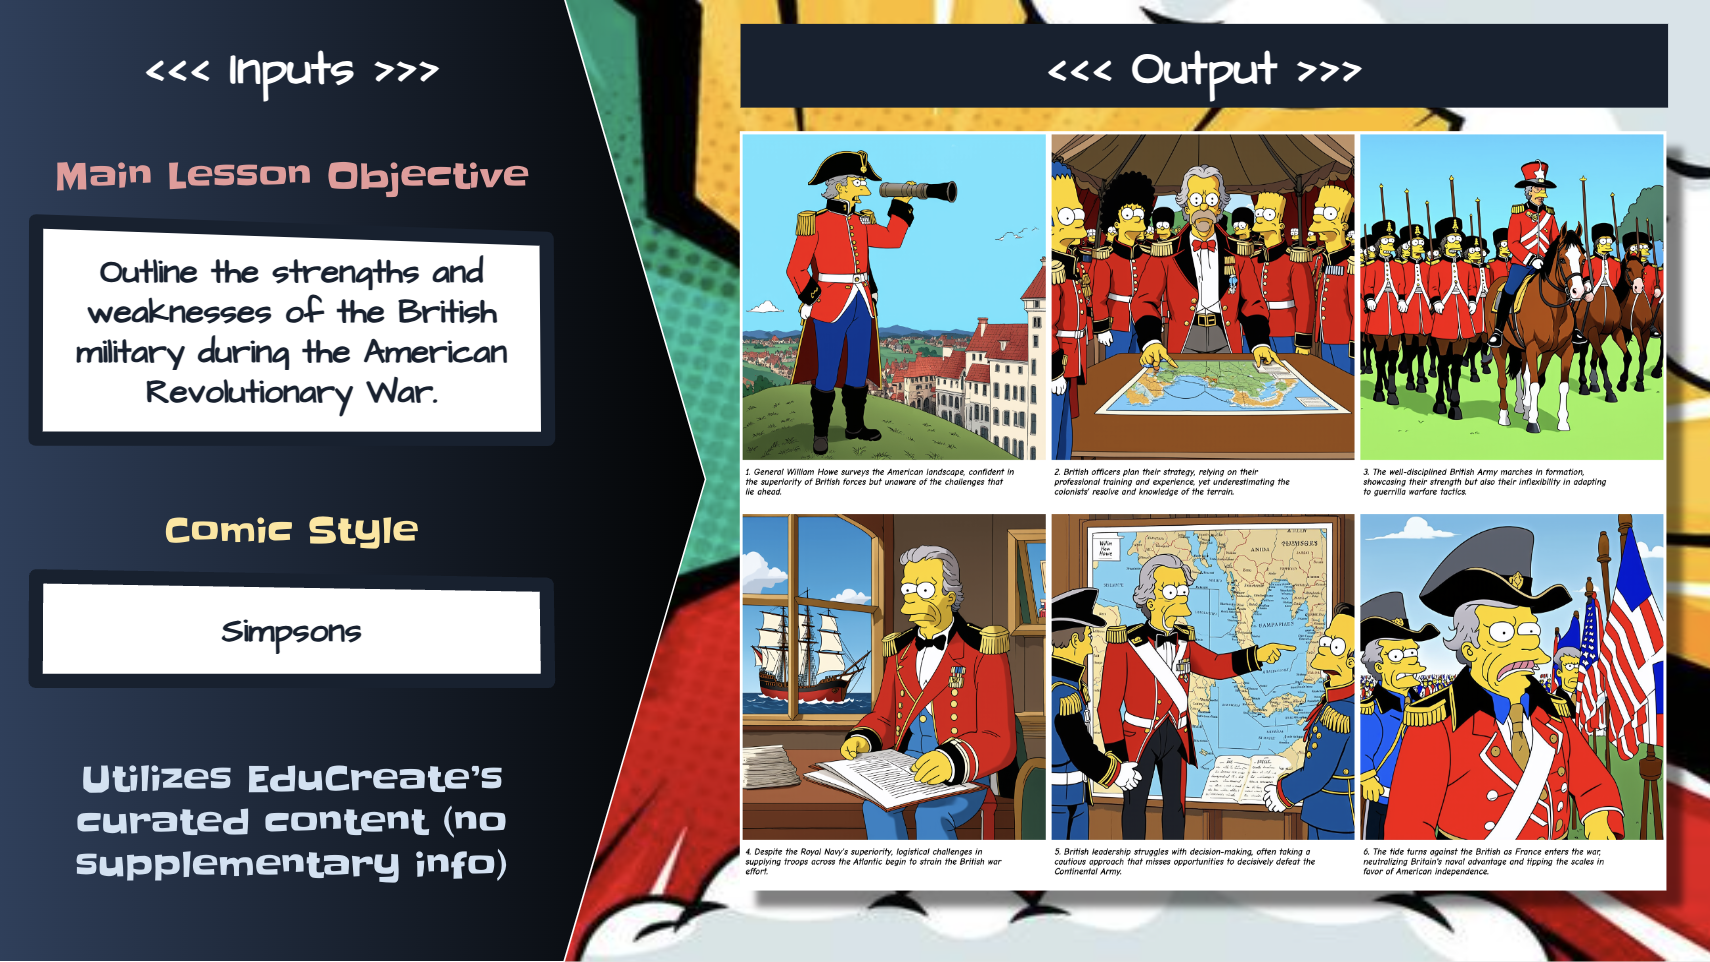 <<< Inputs >>>
Main Lesson Objective
Outline the strengths and
weaknesses of the British
military during the American
Revolutionary War.
Comic Style
Simpsons
Utilizes EduCreate's
curated content (no
supplementary info)
<<< Output >>>
1. General William Howe surveys the American landscape, confident in
the superiority of British forces but unaware of the challenges that
lie ahead.
2. British officers plan their strategy, relying on their
professional training and experience, yet underestimating the
colonists' resolve and knowledge of the terrain.
3. The well-disciplined British Army marches in formation,
showcasing their strength but also their inflexibility in adapting
to guerrilla warfare tactics.
4. Despite the Royal Navy's superiority, logistical challenges in
supplying troops across the Atlantic begin to strain the British war
effort.
5. British leadership struggles with decision-making, often taking a
cautious approach that misses opportunities to decisively defeat the
Continental Army.
6. The tide turns against the British as France enters the war,
neutralizing Britain's naval advantage and tipping the scales in
favor of American independence.